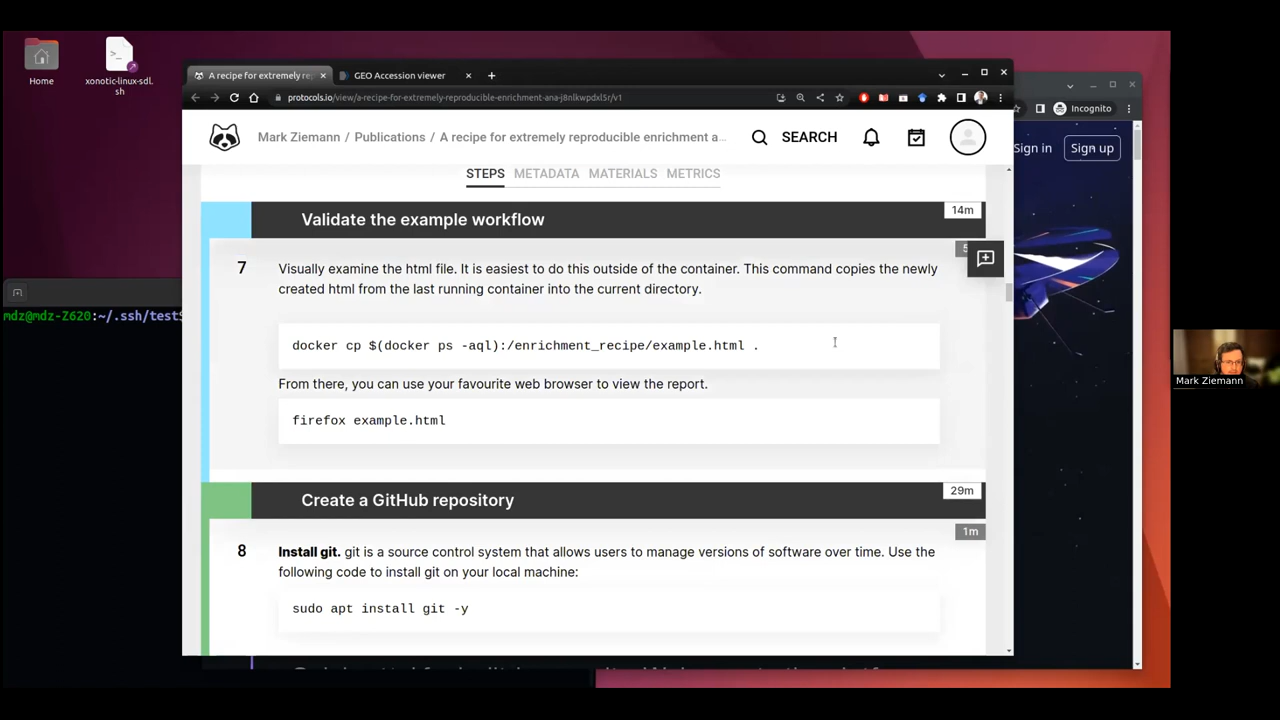 Home
xonotic-linux-sdl.
sh
A recipe for extremely rep
GEO Accession viewer
protocols.io/view/a-recipe-for-extremely-reproducible-enrichment-ana-j8nlkwpdxl5r/v1
Incognito
Mark Ziemann / Publications / A recipe for extremely reproducible enrichment a...
SEARCH
Sign in
Sign up
STEPS
METADATA
MATERIALS
METRICS
Validate the example workflow
14m
7
Visually examine the html file. It is easiest to do this outside of the container. This command copies the newly
created html from the last running container into the current directory.
mdz@mdz-Z620:~/.ssh/test$
docker cp $(docker ps -aql):/enrichment_recipe/example.html .
From there, you can use your favourite web browser to view the report.
firefox example.html
Create a GitHub repository
29m
1m
8
Install git. git is a source control system that allows users to manage versions of software over time. Use the
following code to install git on your local machine:
sudo apt install git -y
Mark Ziemann